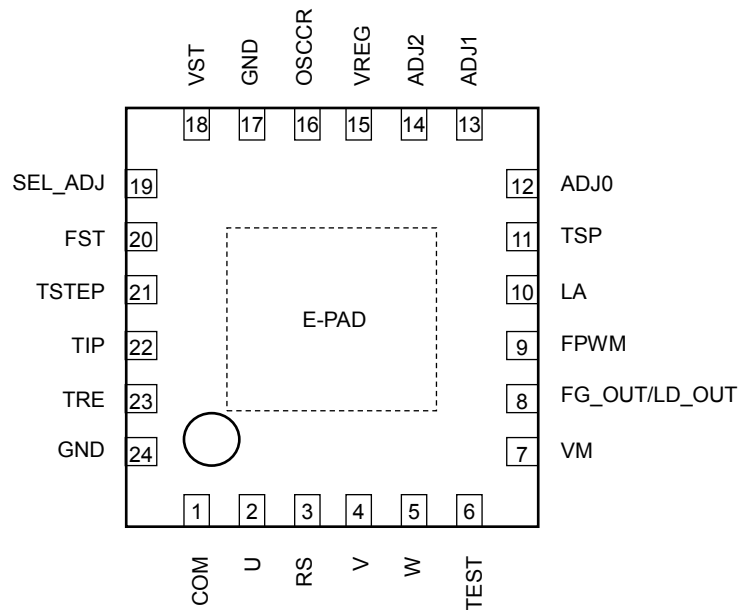 VST GND OSCCR VREG ADJ2 ADJ1
18 17 16 15 14 13
SEL_ADJ 19 12 ADJ0
FST 20 11 TSP
TSTEP 21 10 LA
E-PAD
TIP 22 9 FPWM
TRE 23 8 FG_OUT/LD_OUT
GND 24 7 VM
1 2 3 4 5 6
COM U RS V W TEST